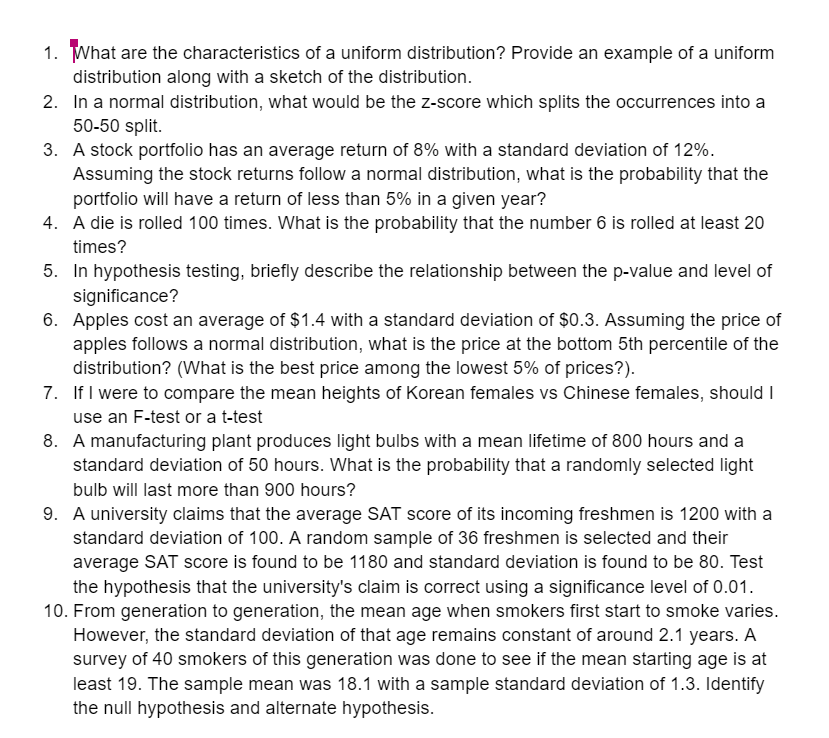 1. What are the characteristics of a uniform distribution? Provide an example of a uniform
distribution along with a sketch of the distribution.
2. In a normal distribution, what would be the z-score which splits the occurrences into a
50-50 split.
3. A stock portfolio has an average return of 8% with a standard deviation of 12%.
Assuming the stock returns follow a normal distribution, what is the probability that the
portfolio will have a return of less than 5% in a given year?
4. A die is rolled 100 times. What is the probability that the number 6 is rolled at least 20
times?
5. In hypothesis testing, briefly describe the relationship between the p-value and level of
significance?
6. Apples cost an average of $1.4 with a standard deviation of $0.3. Assuming the price of
apples follows a normal distribution, what is the price at the bottom 5th percentile of the
distribution? (What is the best price among the lowest 5% of prices?).
7. If I were to compare the mean heights of Korean females vs Chinese females, should I
use an F-test or a t-test
8. A manufacturing plant produces light bulbs with a mean lifetime of 800 hours and a
standard deviation of 50 hours. What is the probability that a randomly selected light
bulb will last more than 900 hours?
9. A university claims that the average SAT score of its incoming freshmen is 1200 with a
standard deviation of 100. A random sample of 36 freshmen is selected and their
average SAT score is found to be 1180 and standard deviation is found to be 80. Test
the hypothesis that the university's claim is correct using a significance level of 0.01.
10. From generation to generation, the mean age when smokers first start to smoke varies.
However, the standard deviation of that age remains constant of around 2.1 years. A
survey of 40 smokers of this generation was done to see if the mean starting age is at
least 19. The sample mean was 18.1 with a sample standard deviation of 1.3. Identify
the null hypothesis and alternate hypothesis.